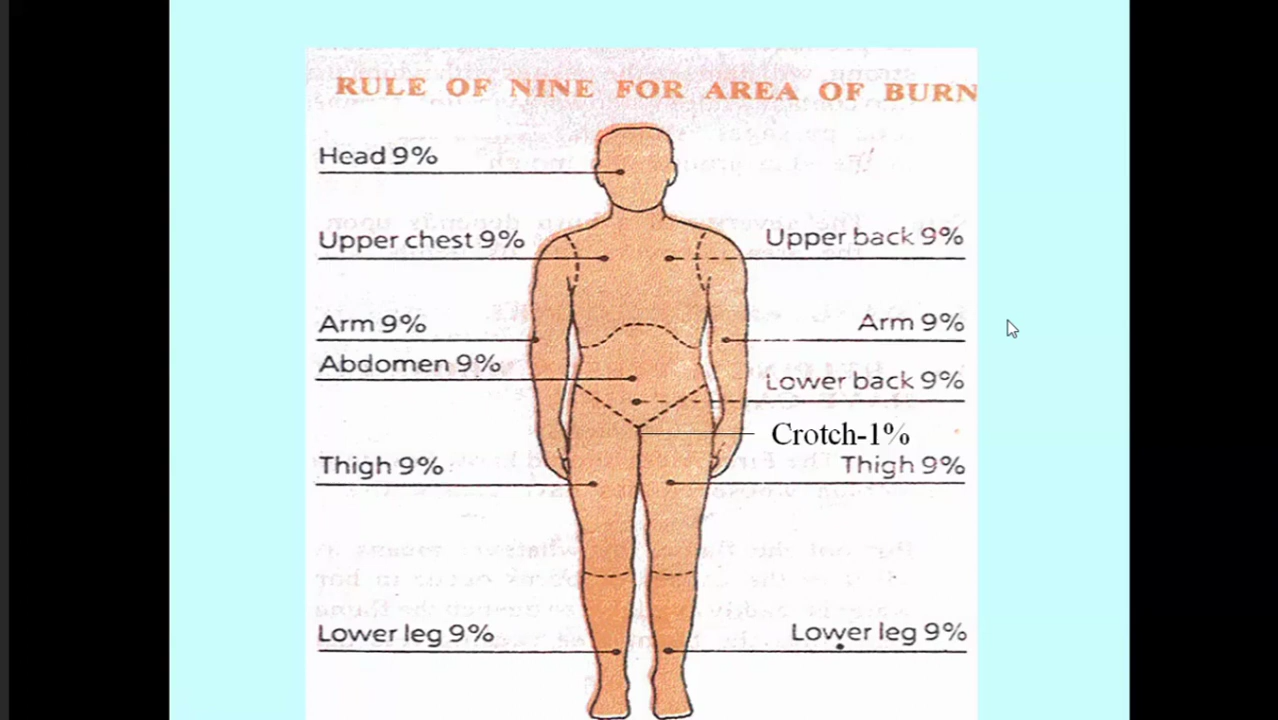 RULE OF NINE FOR AREA OF BURN
Head 9%
Upper chest 9%
Upper back 9%
Arm 9%
Arm 9%
Abdomen 9%
Lower back 9%
Crotch-1%
Thigh 9%
Thigh 9%
Lower leg 9%
Lower leg 9%